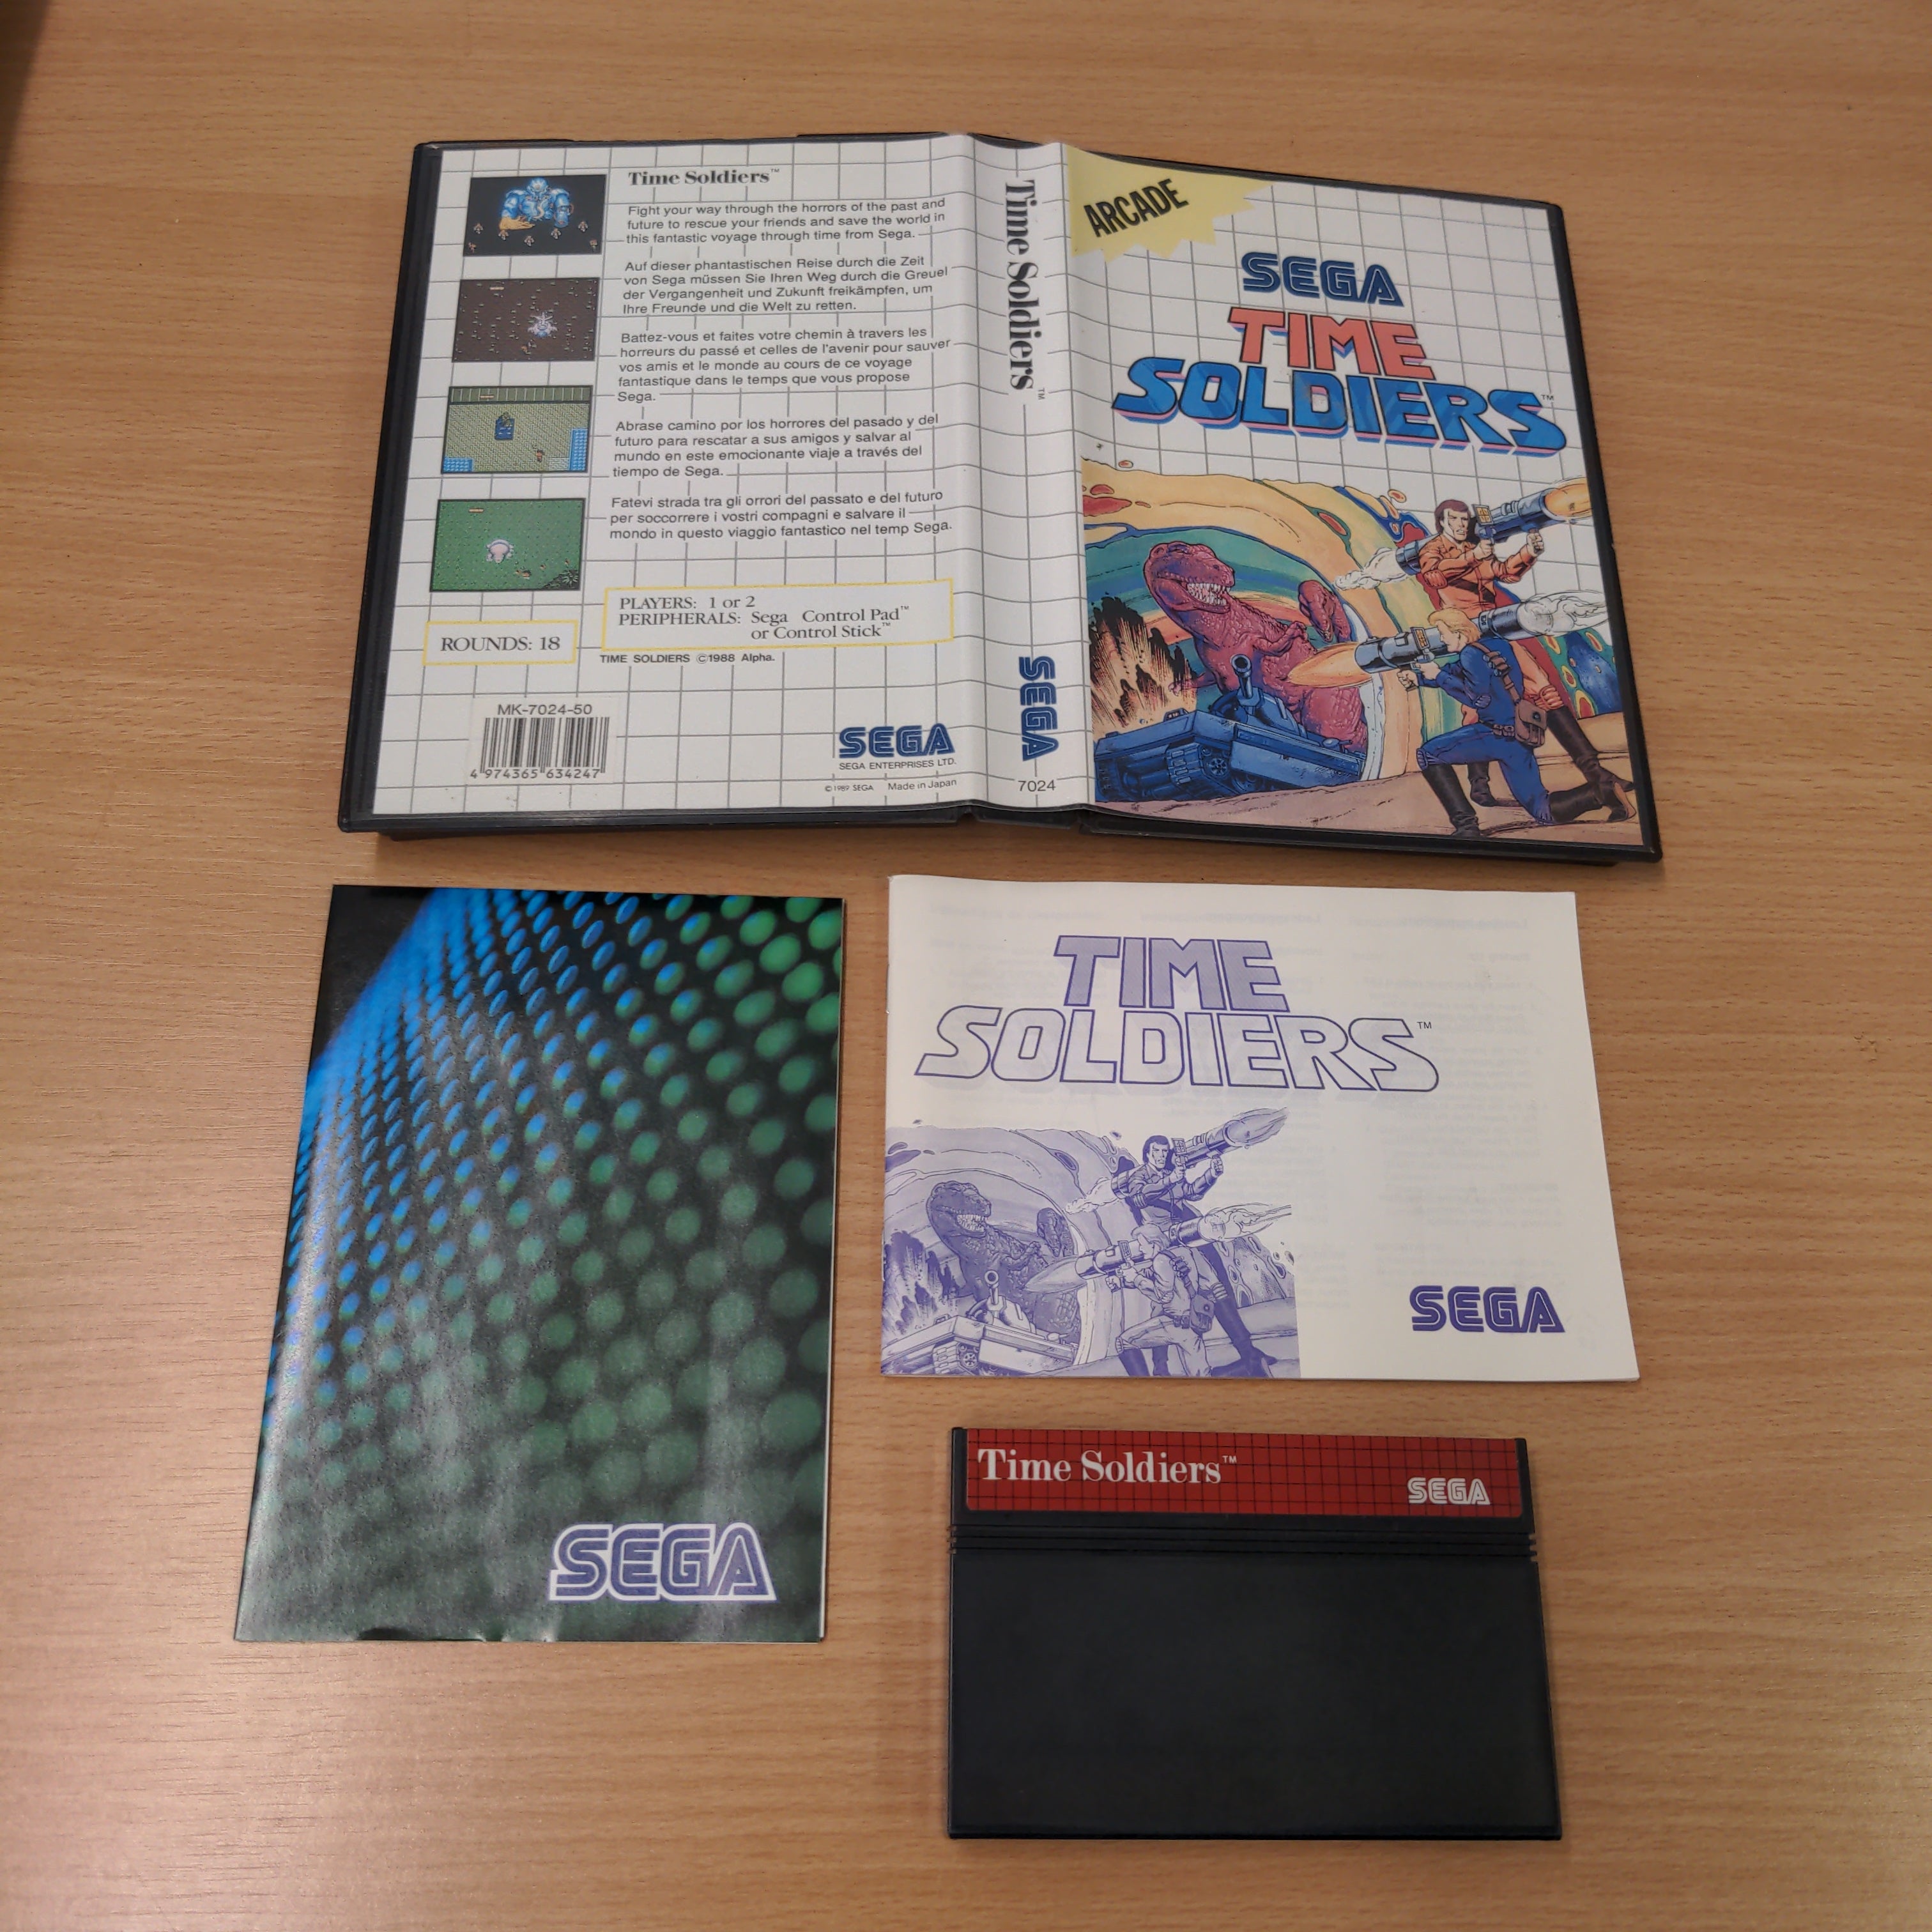 Time Soldiers™
Fight your way through the horrors of the past and
future to rescue your friends and save the world in
this fantastic voyage through time from Sega.
Auf dieser phantastischen Reise durch die Zeit
von Sega müssen Sie Ihren Weg durch die Greuel
der Vergangenheit und Zukunft freikämpfen, um
Ihre Freunde und die Welt zu retten.
Battez-vous et faites votre chemin à travers les
horreurs du passé et celles de l'avenir pour sauver
vos amis et le monde au cours de ce voyage
fantastique dans le temps que vous propose
Sega.
Abrase camino por los horrores del pasado y del
futuro para rescatar a sus amigos y salvar al
mundo en este emocionante viaje a través del
tiempo de Sega.
Fatevi strada tra gli orrori del passato e del futuro
per soccorrere i vostri compagni e salvare il
mondo in questo viaggio fantastico nel temp Sega.
ROUNDS: 18
PLAYERS: 1 or 2
PERIPHERALS: Sega Control Pad™
or Control Stick™
TIME SOLDIERS ©1988 Alpha.
MK-7024-50
4 974365 634247
SEGA
SEGA ENTERPRISES LTD.
©1989 SEGA Made in Japan
Time Soldiers™
SEGA
7024
ARCADE
SEGA
TIME
SOLDIERS™
SEGA
TIME
SOLDIERS™
SEGA
Time Soldiers™
SEGA